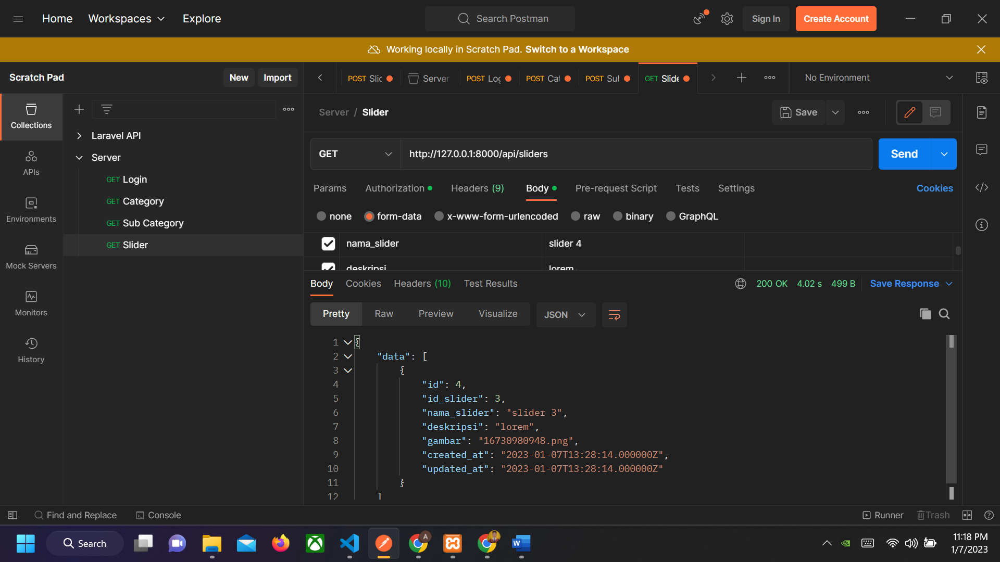 Home Workspaces Explore Search Postman Sign In Create Account
Working locally in Scratch Pad. Switch to a Workspace
Scratch Pad New Import
POST Slic Server POST Log POST Cat POST Sub GET Slide No Environment
Collections
APIs
Environments
Mock Servers
Monitors
History
Laravel API
Server
GET Login
GET Category
GET Sub Category
GET Slider
Server / Slider Save
GET http://127.0.0.1:8000/api/sliders Send
Params Authorization Headers (9) Body Pre-request Script Tests Settings Cookies
none form-data x-www-form-urlencoded raw binary GraphQL
nama_slider slider 4
deskripsi lorem
Body Cookies Headers (10) Test Results 200 OK 4.02 s 499 B Save Response
Pretty Raw Preview Visualize JSON
1 {
2 "data": [
3 {
4 "id": 4,
5 "id_slider": 3,
6 "nama_slider": "slider 3",
7 "deskripsi": "lorem",
8 "gambar": "16730980948.png",
9 "created_at": "2023-01-07T13:28:14.000000Z",
10 "updated_at": "2023-01-07T13:28:14.000000Z"
11 }
12 ]
Find and Replace Console Runner Trash
Search A W 11:18 PM
1/7/2023